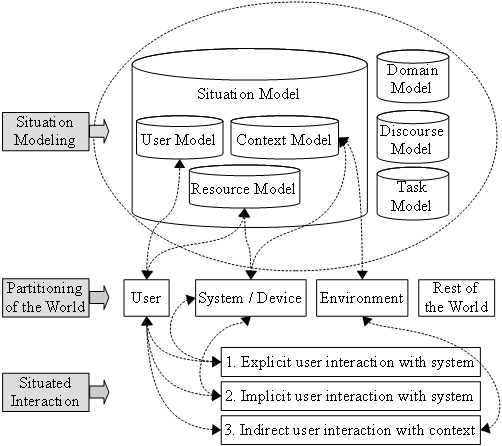 Situation
Modeling
Situation Model
User Model
Context Model
Resource Model
Domain
Model
Discourse
Model
Task
Model
Partitioning
of the World
User
System / Device
Environment
Rest of
the World
Situated
Interaction
1. Explicit user interaction with system
2. Implicit user interaction with system
3. Indirect user interaction with context